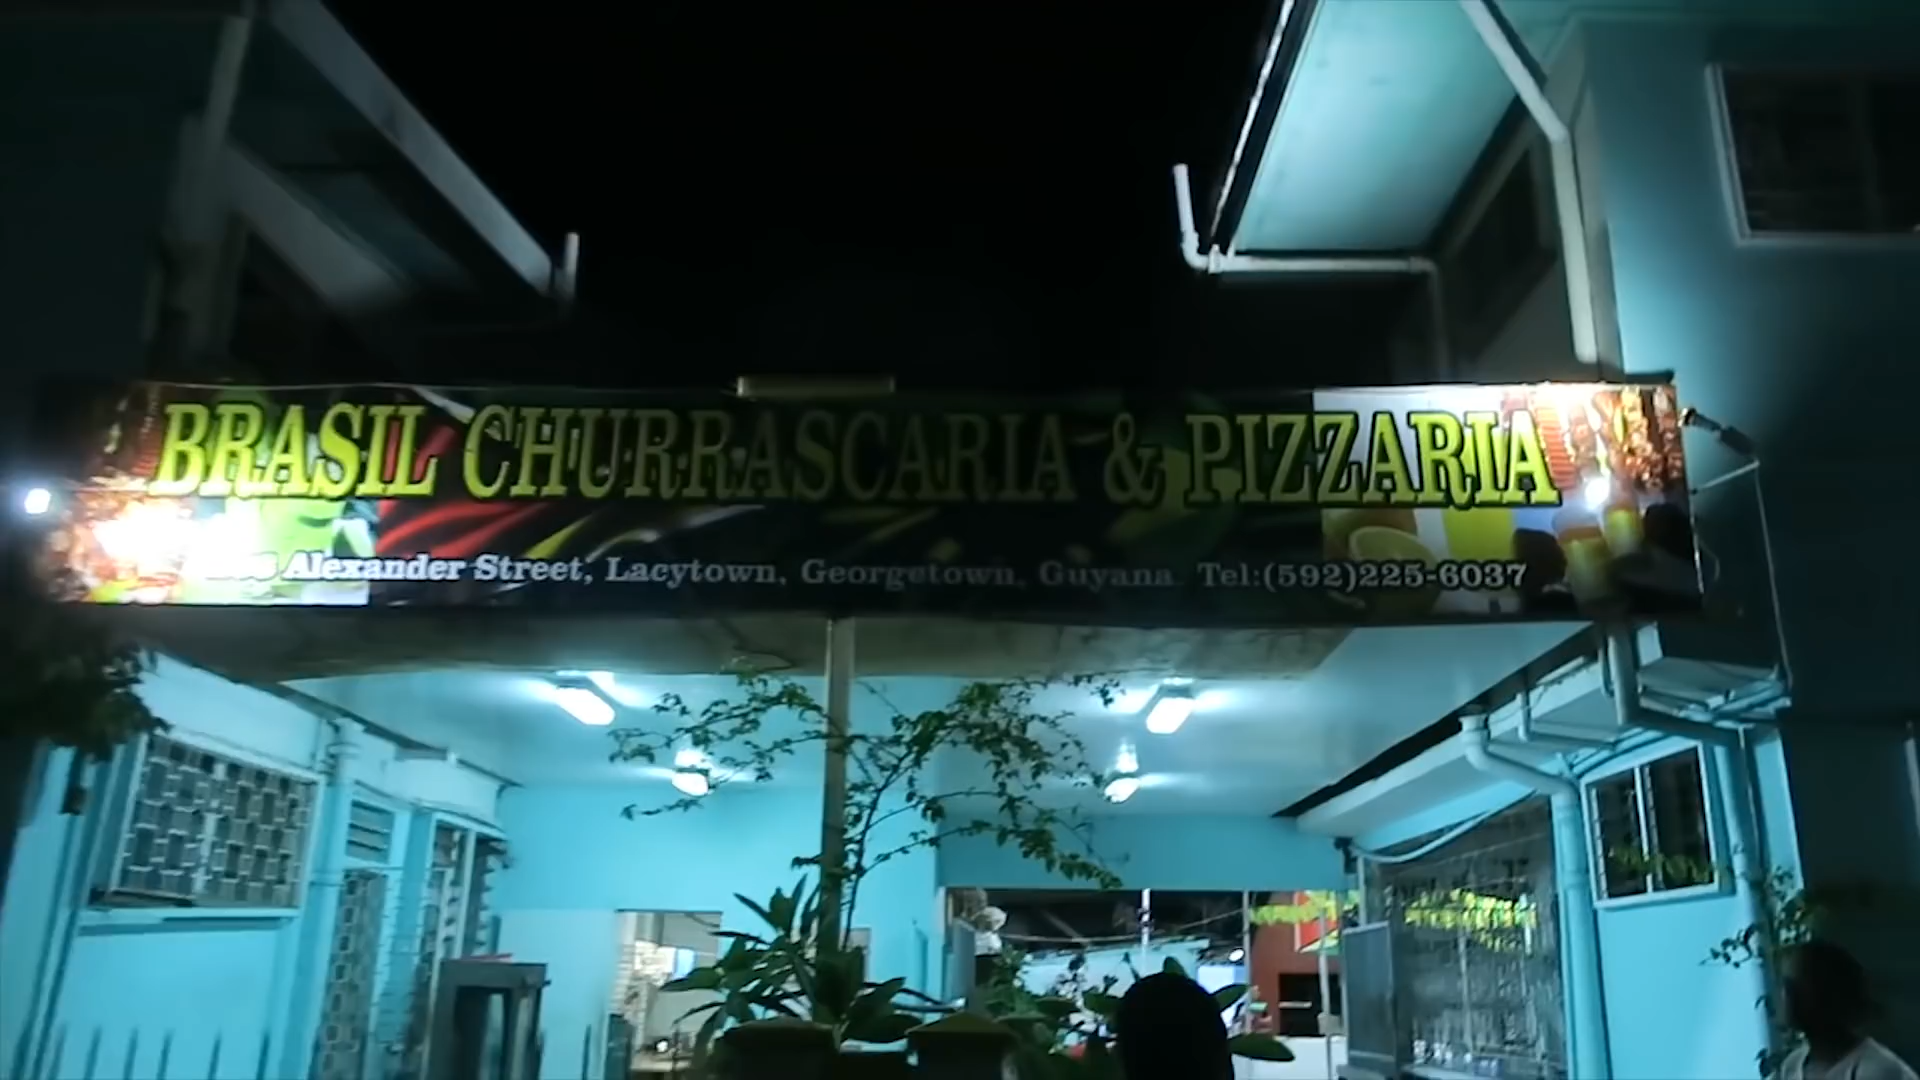 BRASIL CHURRASCARIA & PIZZARIA
Alexander Street, Lacytown, Georgetown, Guyana Tel:(592)225-6037